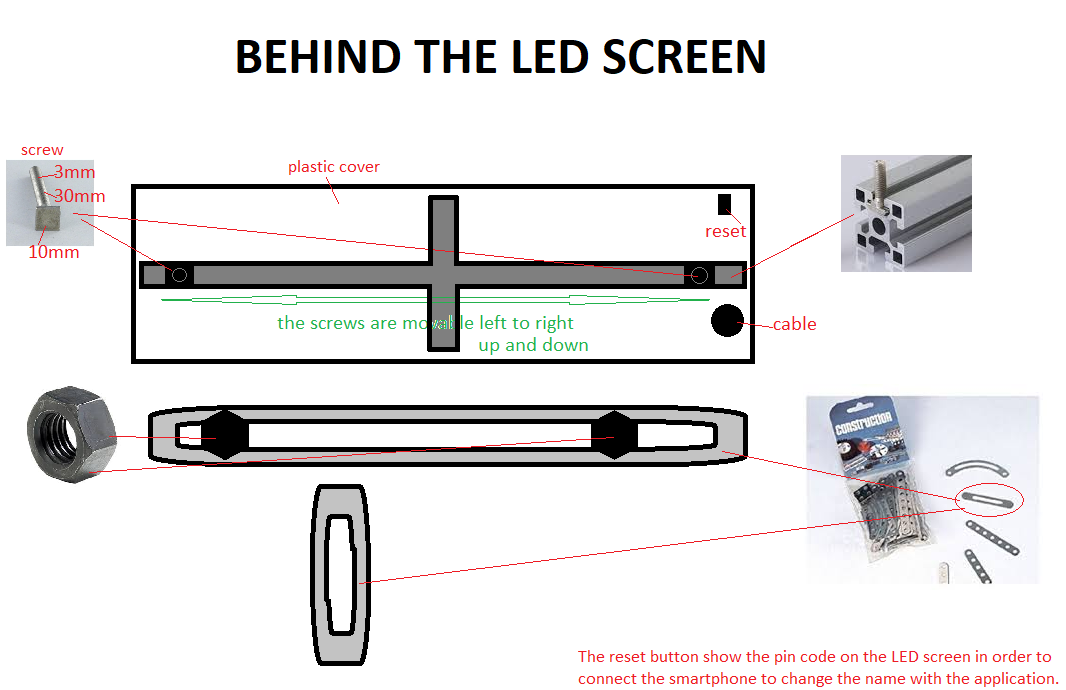 BEHIND THE LED SCREEN
screw
3mm
30mm
10mm
plastic cover
reset
the screws are movable left to right
up and down
cable
CONSTRUCTION
The reset button show the pin code on the LED screen in order to
connect the smartphone to change the name with the application.